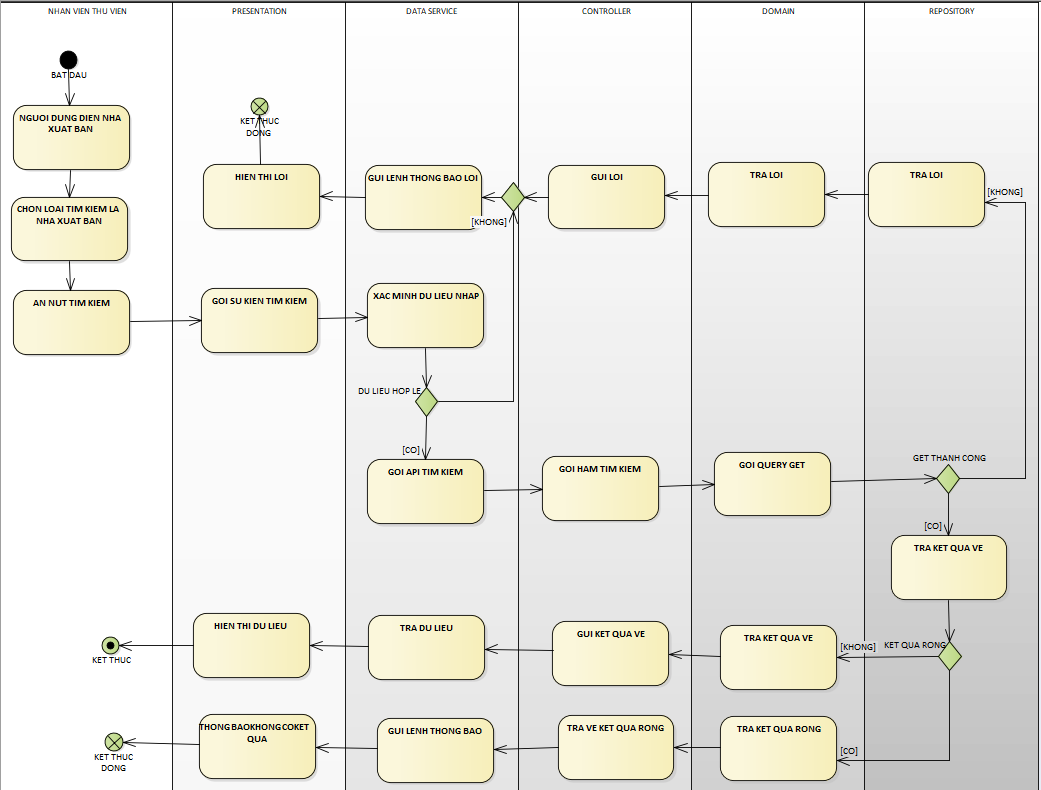 NHAN VIEN THU VIEN
PRESENTATION
DATA SERVICE
CONTROLLER
DOMAIN
REPOSITORY
BAT DAU
NGUOI DUNG DIEN NHA
XUAT BAN
KET THUC
DONG
HIEN THI LOI
GUI LENH THONG BAO LOI
[KHONG]
GUI LOI
TRA LOI
TRA LOI
[KHONG]
CHON LOAI TIM KIEM LA
NHA XUAT BAN
AN NUT TIM KIEM
GOI SU KIEN TIM KIEM
XAC MINH DU LIEU NHAP
DU LIEU HOP LE
[CO]
GOI API TIM KIEM
GOI HAM TIM KIEM
GOI QUERY GET
GET THANH CONG
[CO]
TRA KET QUA VE
KET QUA RONG
[KHONG]
TRA KET QUA VE
GUI KET QUA VE
TRA DU LIEU
HIEN THI DU LIEU
KET THUC
[CO]
TRA KET QUA RONG
TRA VE KET QUA RONG
GUI LENH THONG BAO
THONG BAOKHONG COKET
QUA
KET THUC
DONG